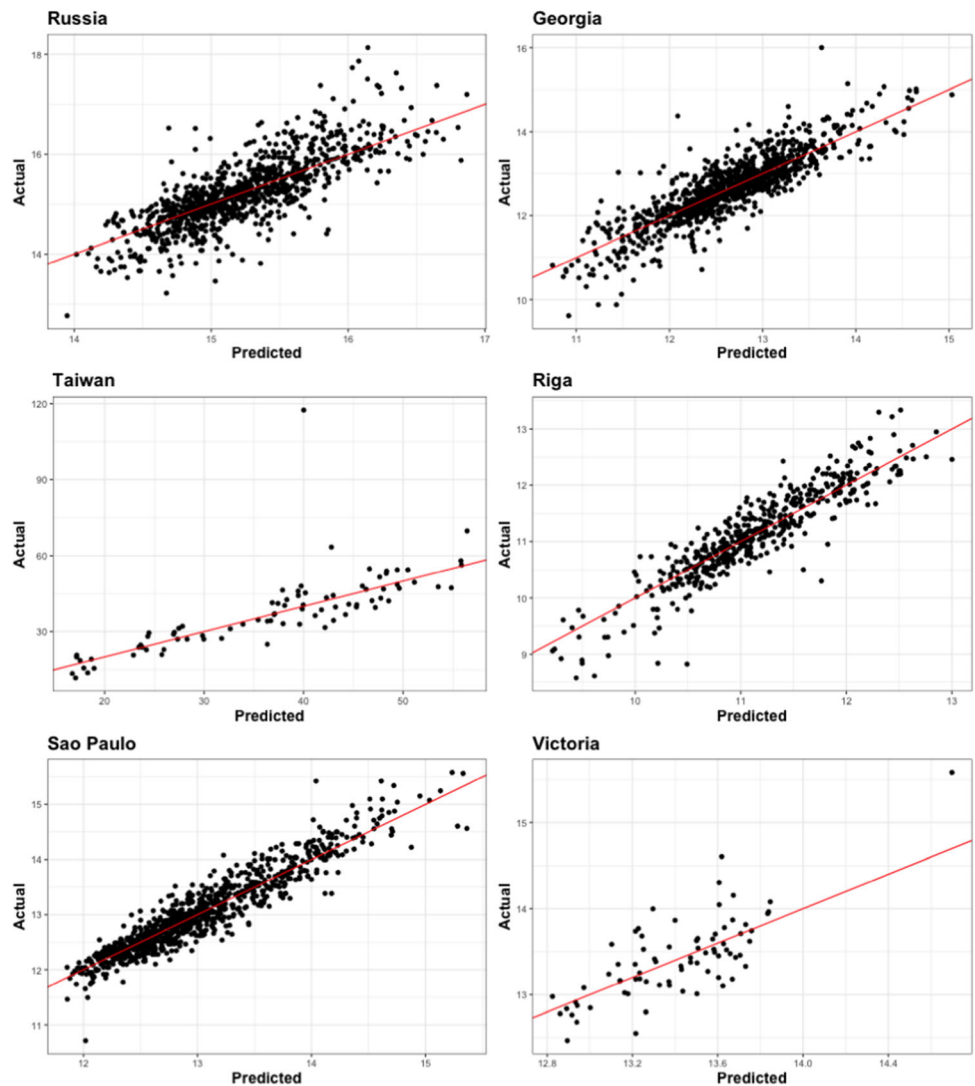 Russia
Actual
18
16
14
14
15
16
17
Predicted
Georgia
Actual
16
14
12
10
11
12
13
14
15
Predicted
Taiwan
Actual
120
90
60
30
20
30
40
50
Predicted
Riga
Actual
13
12
11
10
9
10
11
12
13
Predicted
Sao Paulo
Actual
15
14
13
12
11
12
13
14
15
Predicted
Victoria
Actual
15
14
13
12.8
13.2
13.6
14.0
14.4
Predicted